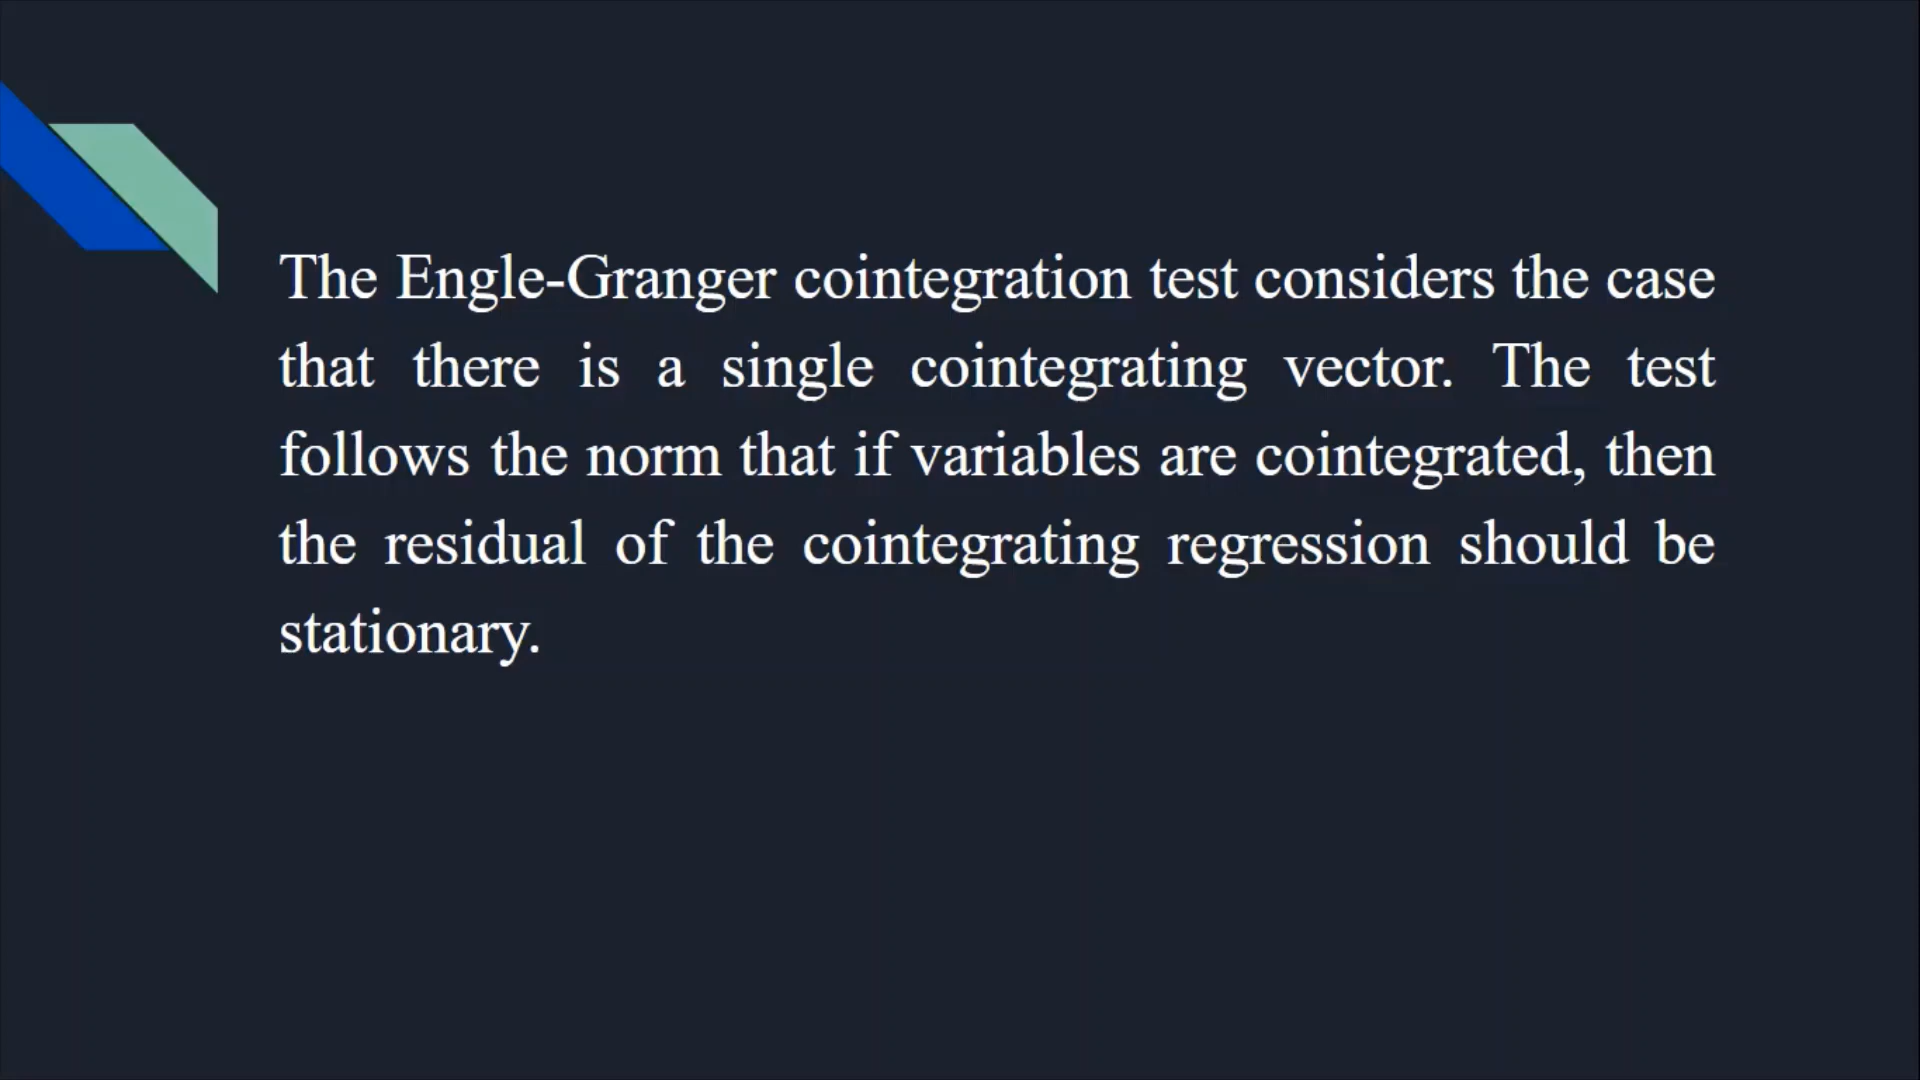 The Engle-Granger cointegration test considers the case
that there is a single cointegrating vector. The test
follows the norm that if variables are cointegrated, then
the residual of the cointegrating regression should be
stationary.